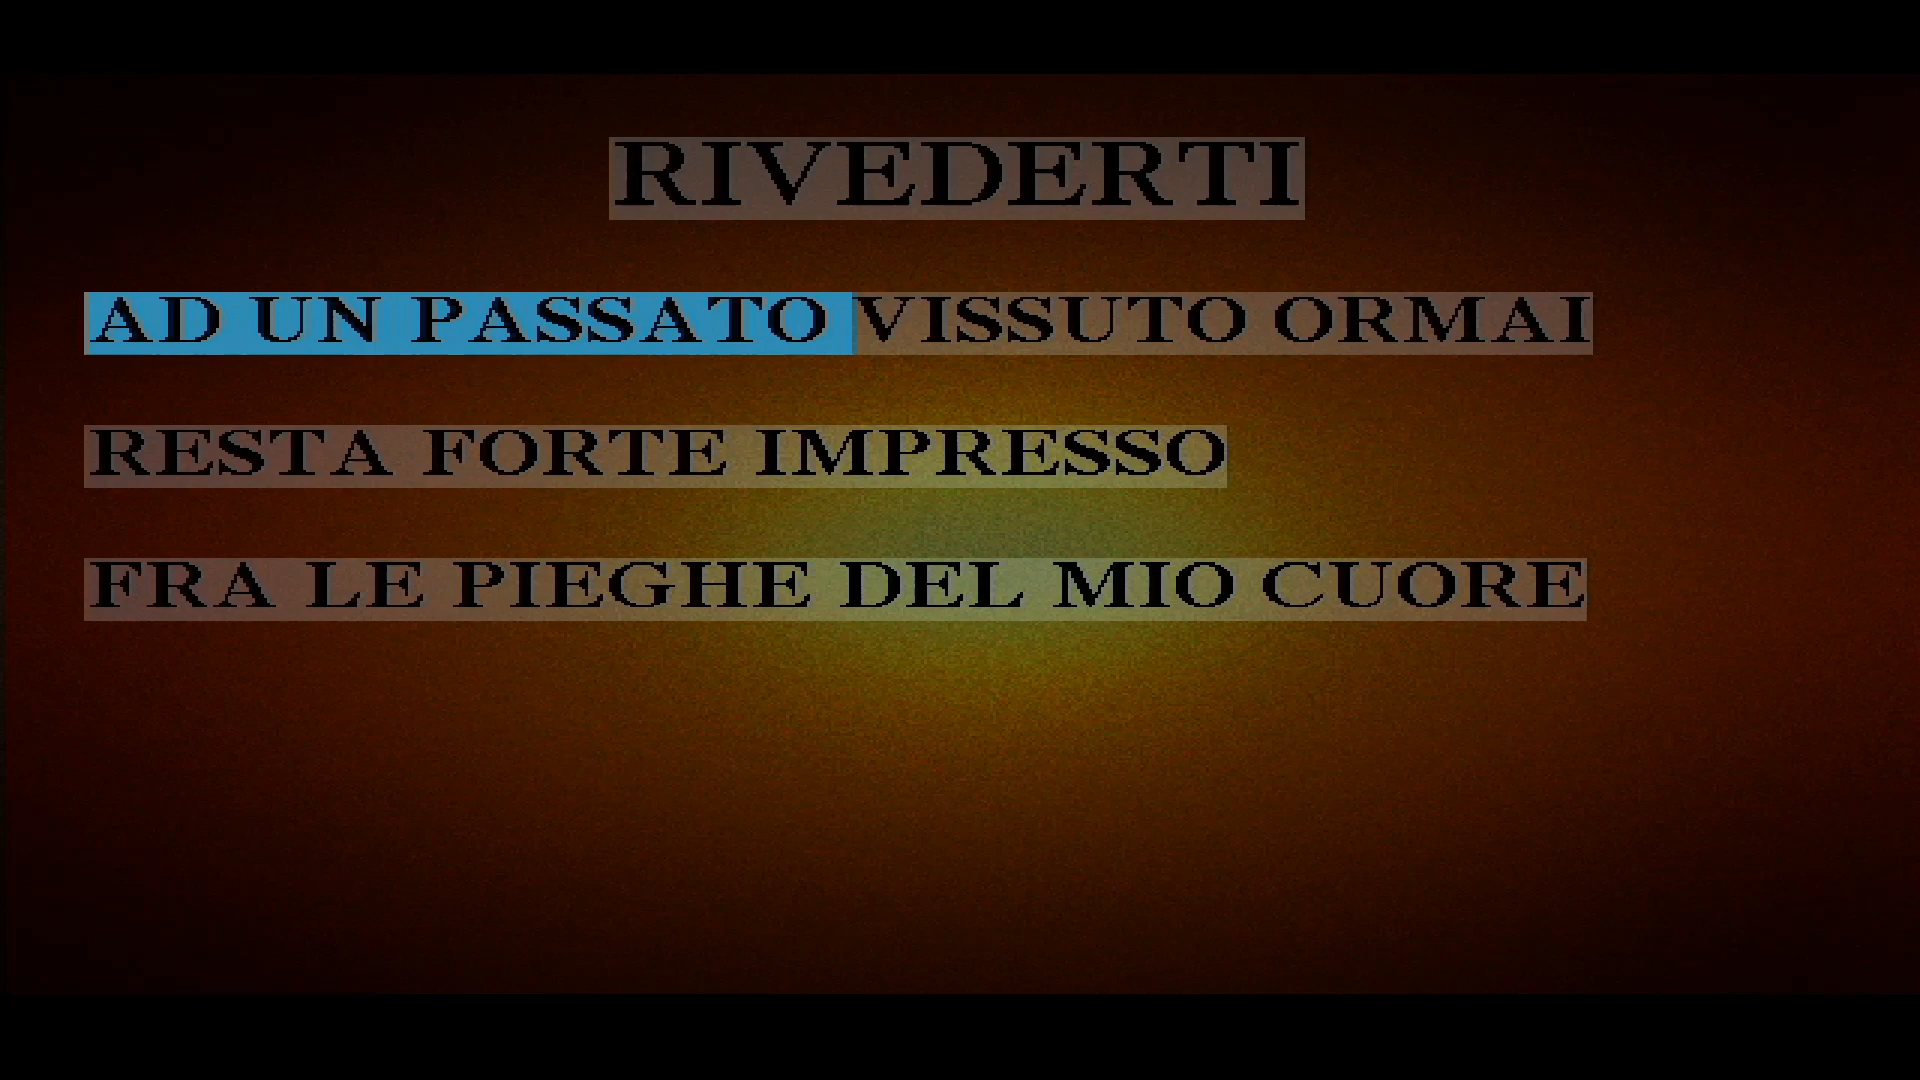 RIVEDERTI
AD UN PASSATO VISSUTO ORMAI
RESTA FORTE IMPRESSO
FRA LE PIEGHE DEL MIO CUORE